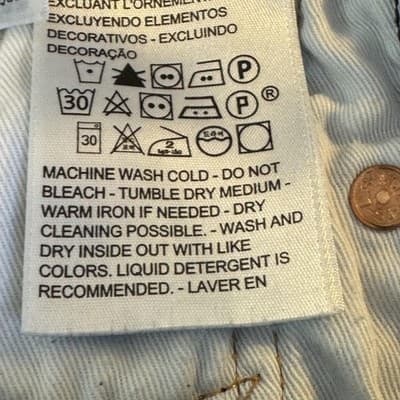 EXCLUANT L'ORNEMENT
EXCLUYENDO ELEMENTOS
DECORATIVOS - EXCLUINDO
DECORAÇÃO
P
30 P ®
30 2
MACHINE WASH COLD - DO NOT
BLEACH - TUMBLE DRY MEDIUM -
WARM IRON IF NEEDED - DRY
CLEANING POSSIBLE. - WASH AND
DRY INSIDE OUT WITH LIKE
COLORS. LIQUID DETERGENT IS
RECOMMENDED. - LAVER EN